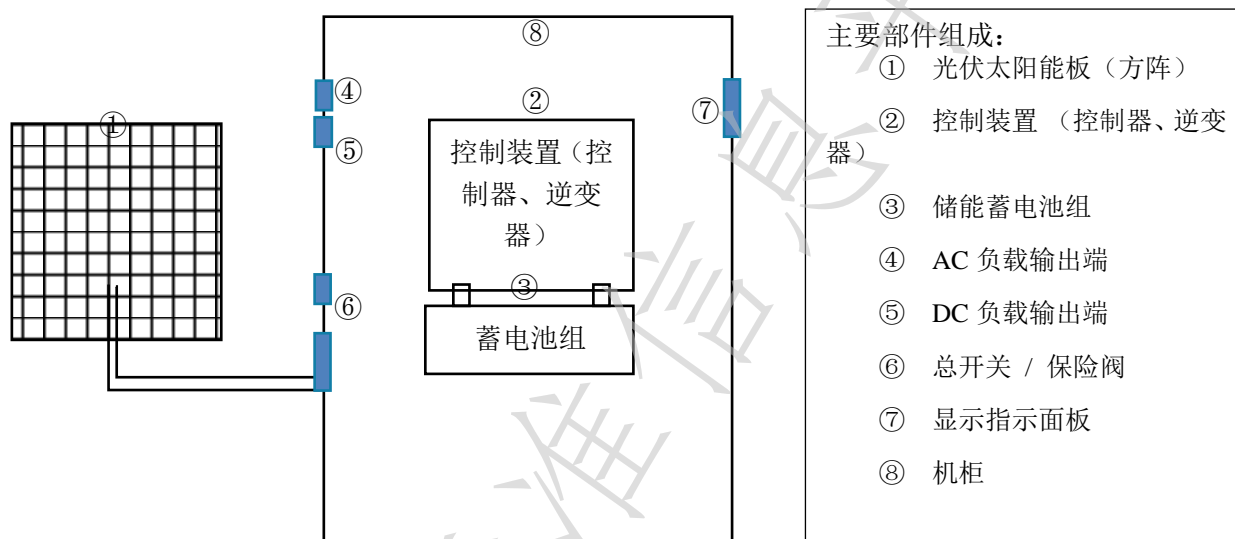 ⑧
④
②
⑦
①
⑤
控制装置（控
制器、逆变
器）
③
⑥
蓄电池组
主要部件组成：
① 光伏太阳能板（方阵）
② 控制装置 （控制器、逆变
器）
③ 储能蓄电池组
④ AC 负载输出端
⑤ DC 负载输出端
⑥ 总开关 / 保险阀
⑦ 显示指示面板
⑧ 机柜
准信息